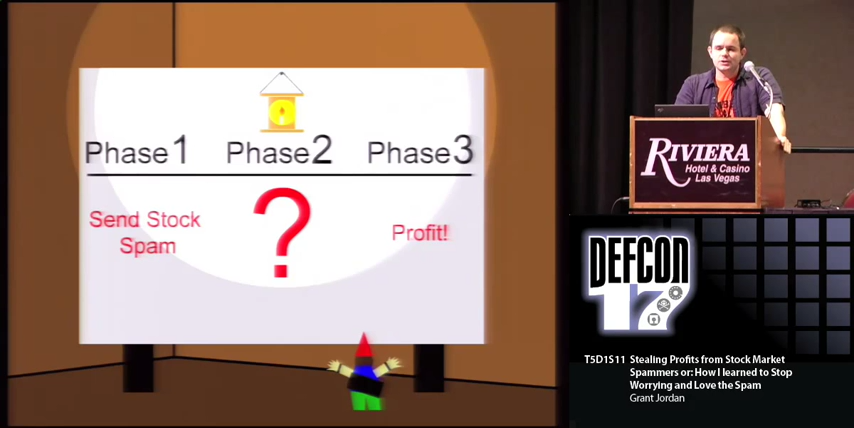 Phase1 Phase2 Phase3
Send Stock
Spam
?
Profit!
RIVIERA
Hotel & Casino
Las Vegas
DEFCON
17
T5D1S11 Stealing Profits from Stock Market
Spammers or: How I learned to Stop
Worrying and Love the Spam
Grant Jordan